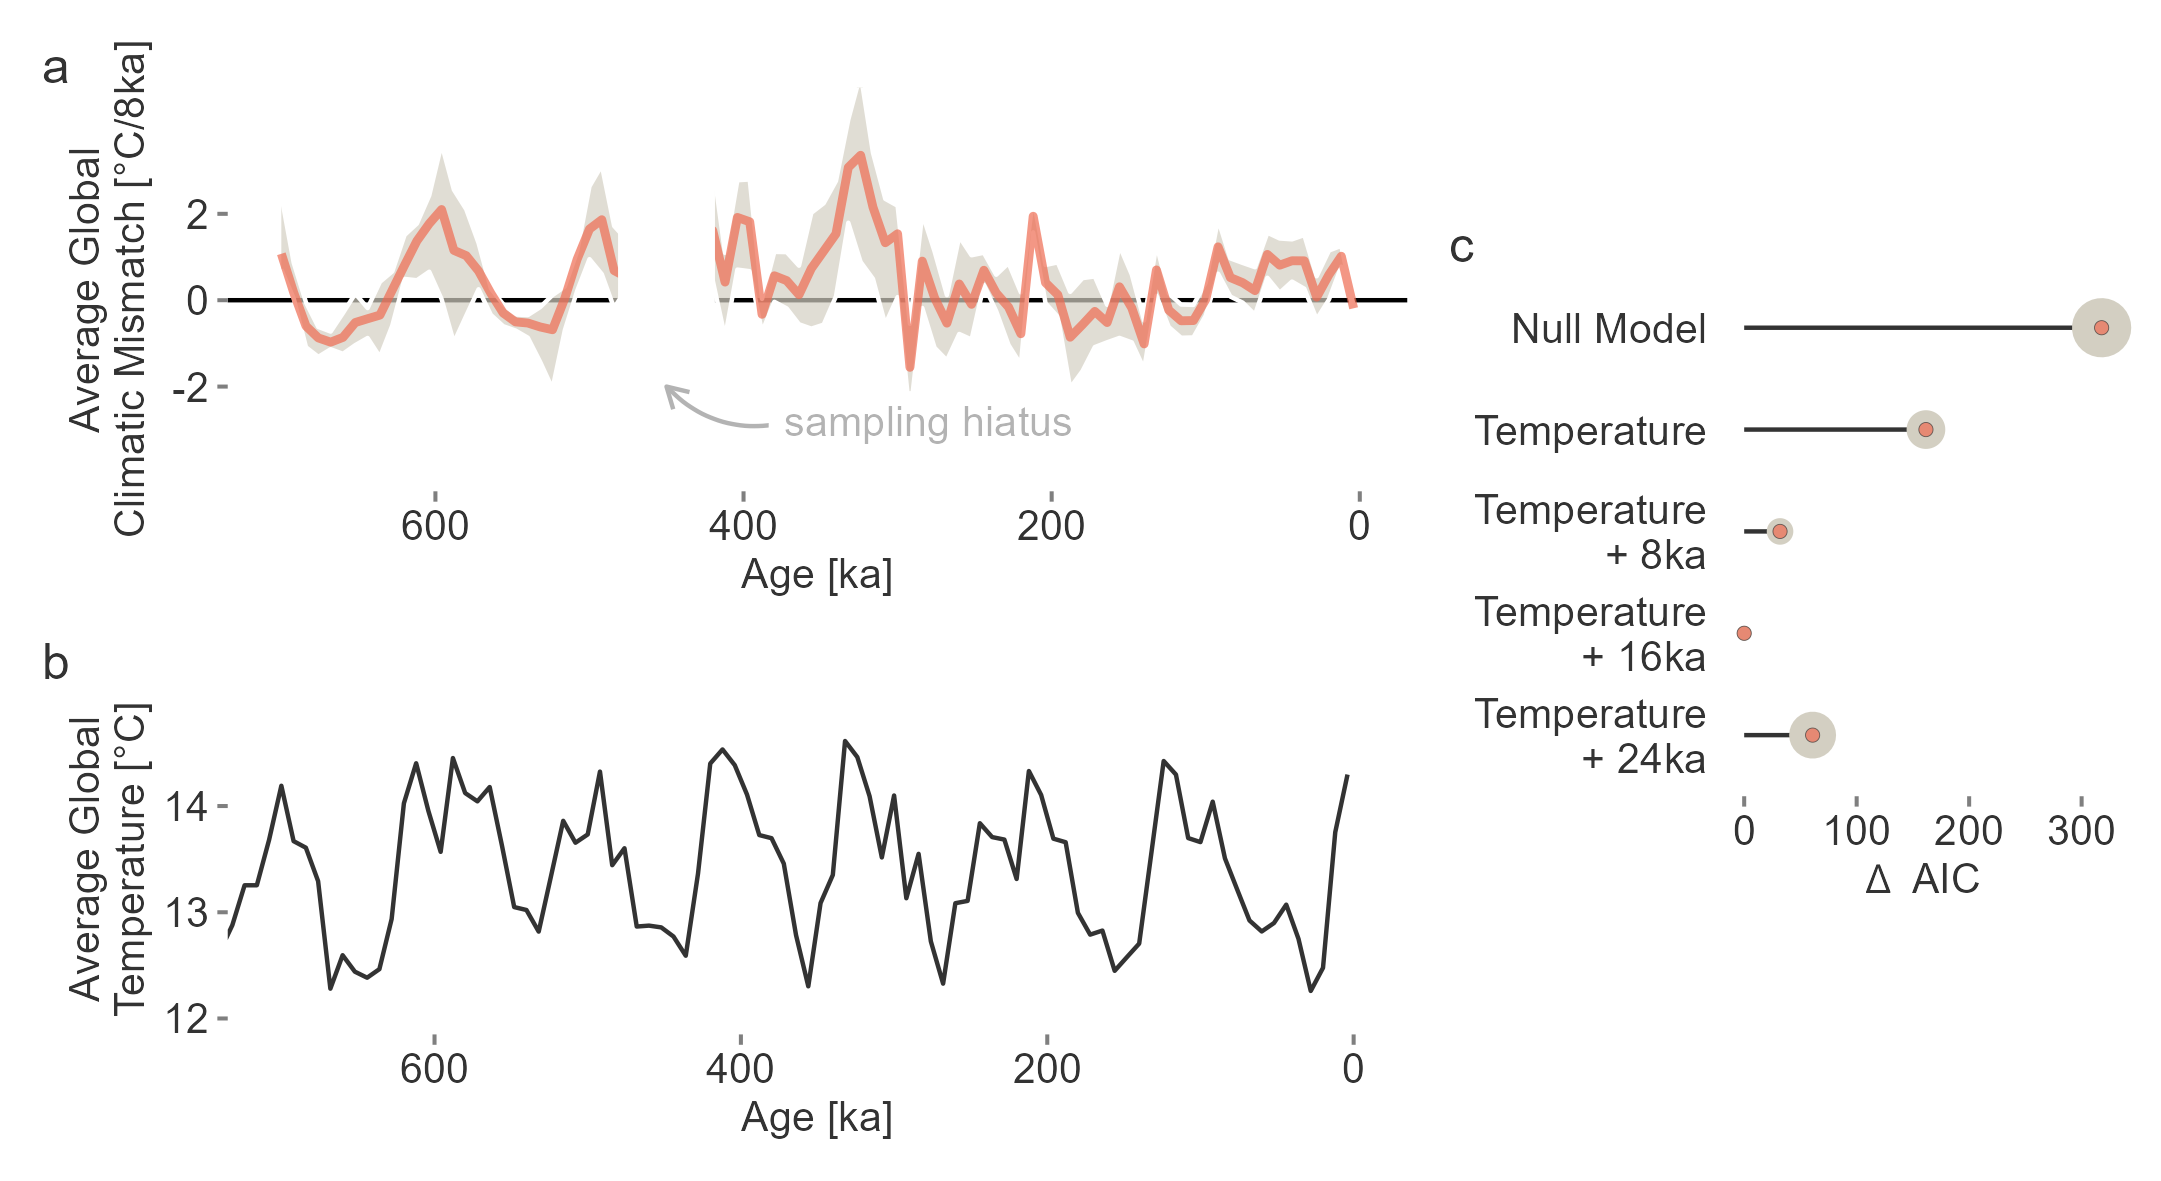 a
Average Global
Climatic Mismatch [°C/8ka]
2
0
-2
sampling hiatus
600
400
200
0
Age [ka]
b
Average Global
Temperature [°C]
14
13
12
600
400
200
0
Age [ka]
c
Null Model
Temperature
Temperature
+ 8ka
Temperature
+ 16ka
Temperature
+ 24ka
0
100
200
300
Δ AIC